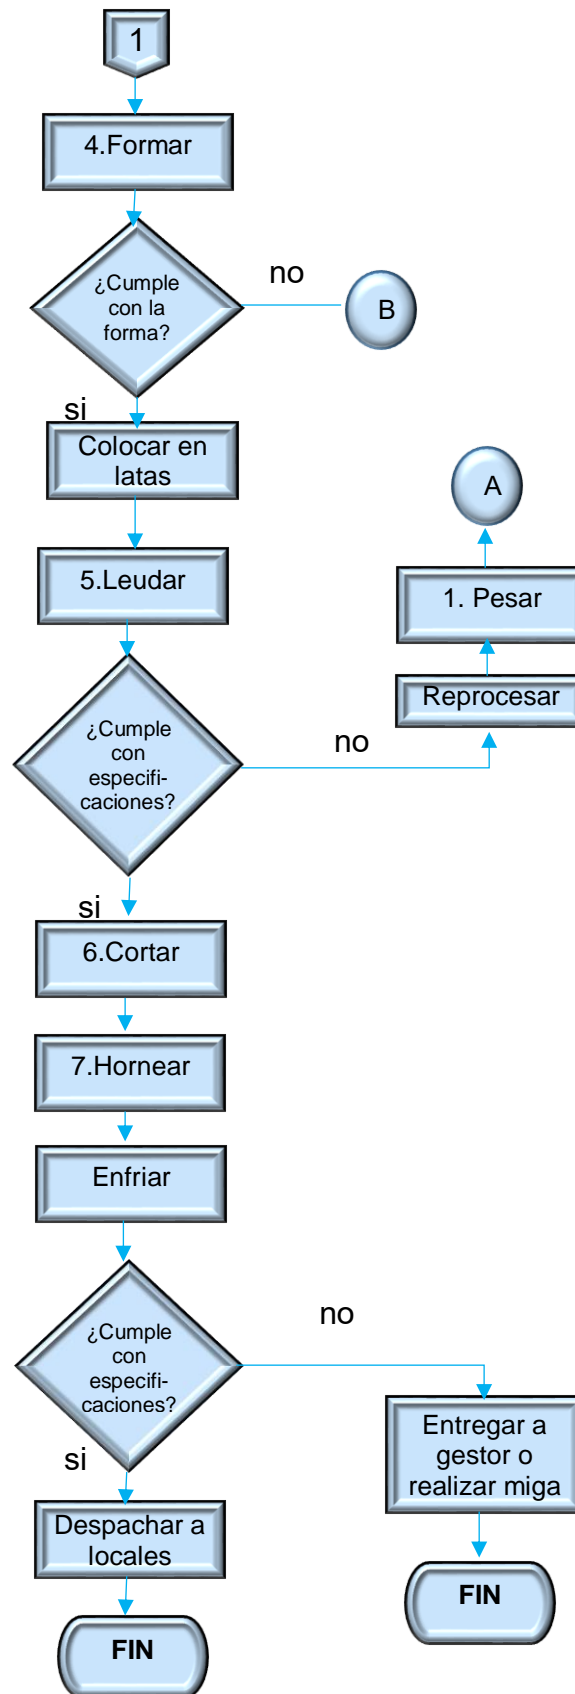 1
4.Formar
¿Cumple
con la
forma?
no
B
si
Colocar en
latas
A
5.Leudar
1. Pesar
Reprocesar
¿Cumple
con
especifi-
caciones?
no
si
6.Cortar
7.Hornear
Enfriar
¿Cumple
con
especifi-
caciones?
no
Entregar a
gestor o
realizar miga
si
Despachar a
locales
FIN
FIN